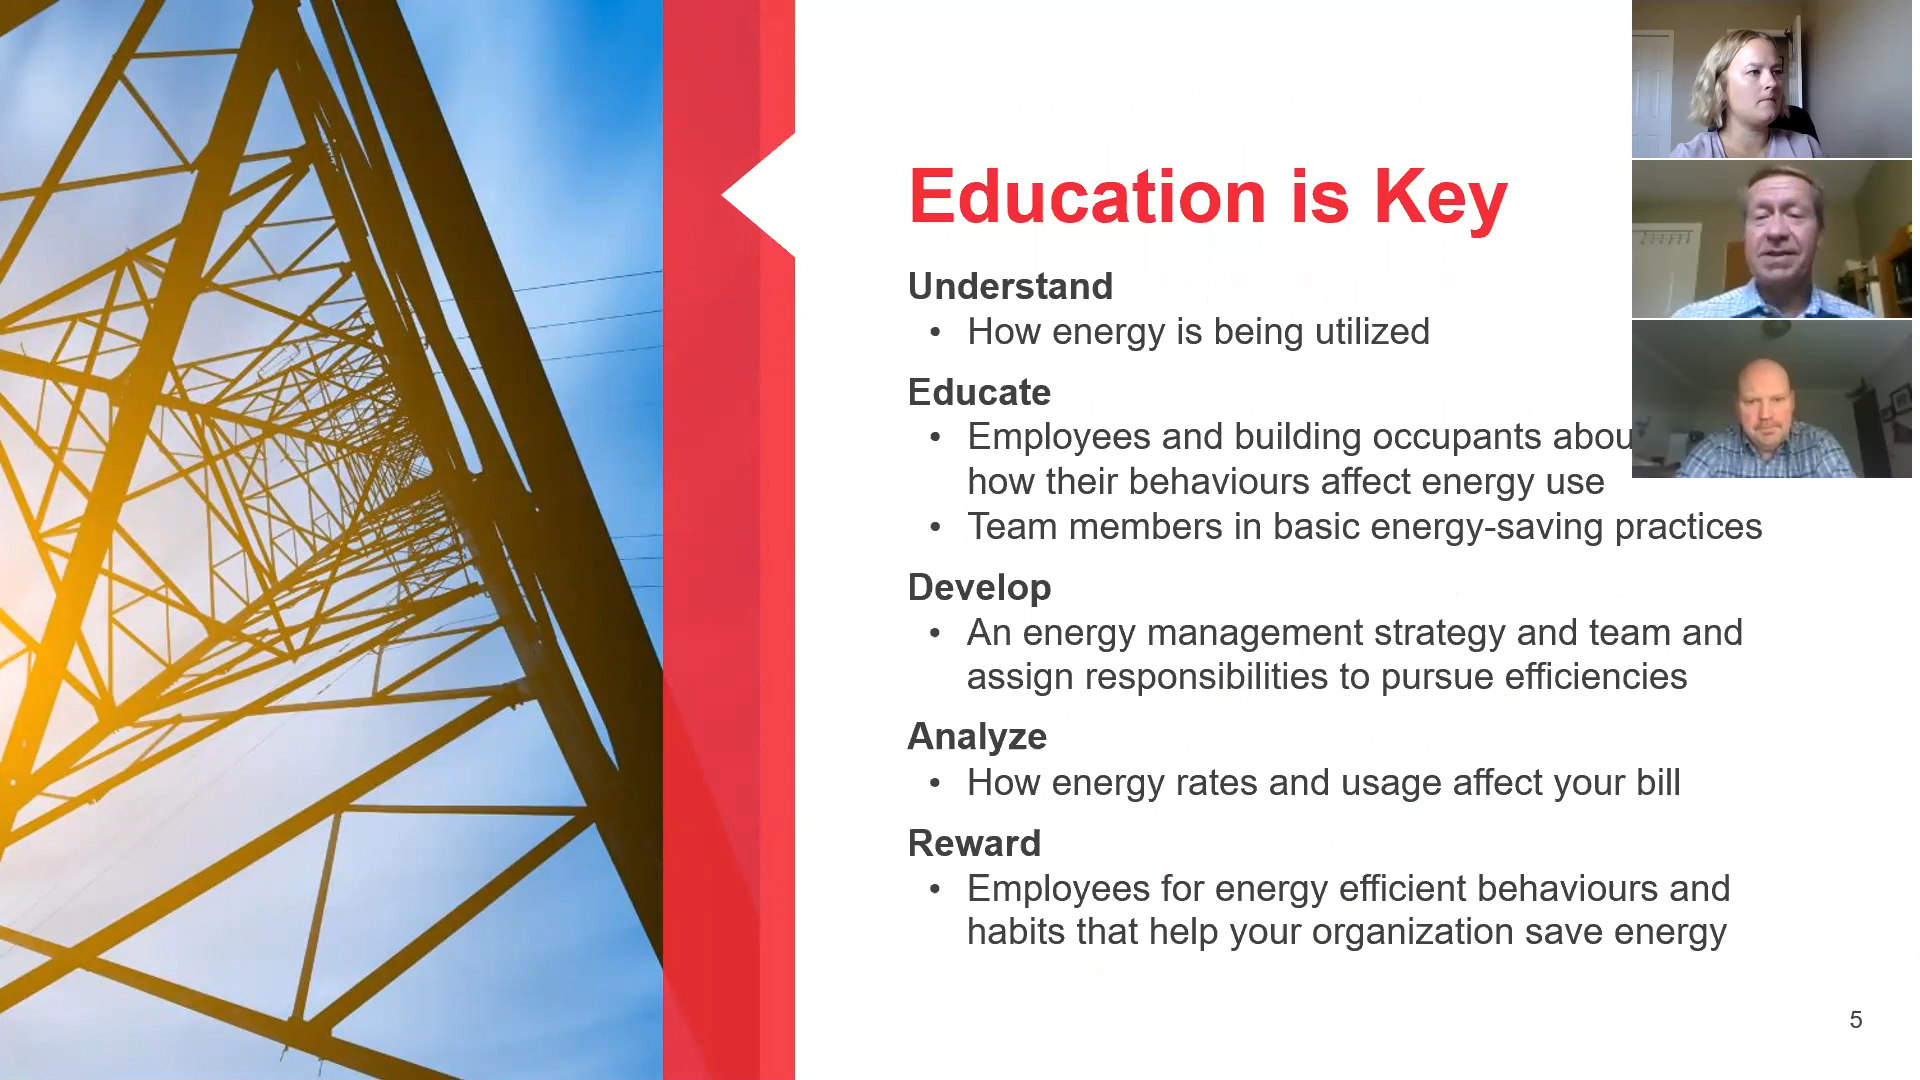 Education is Key
Understand
• How energy is being utilized
Educate
• Employees and building occupants abou
how their behaviours affect energy use
• Team members in basic energy-saving practices
Develop
• An energy management strategy and team and
assign responsibilities to pursue efficiencies
Analyze
• How energy rates and usage affect your bill
Reward
• Employees for energy efficient behaviours and
habits that help your organization save energy
5